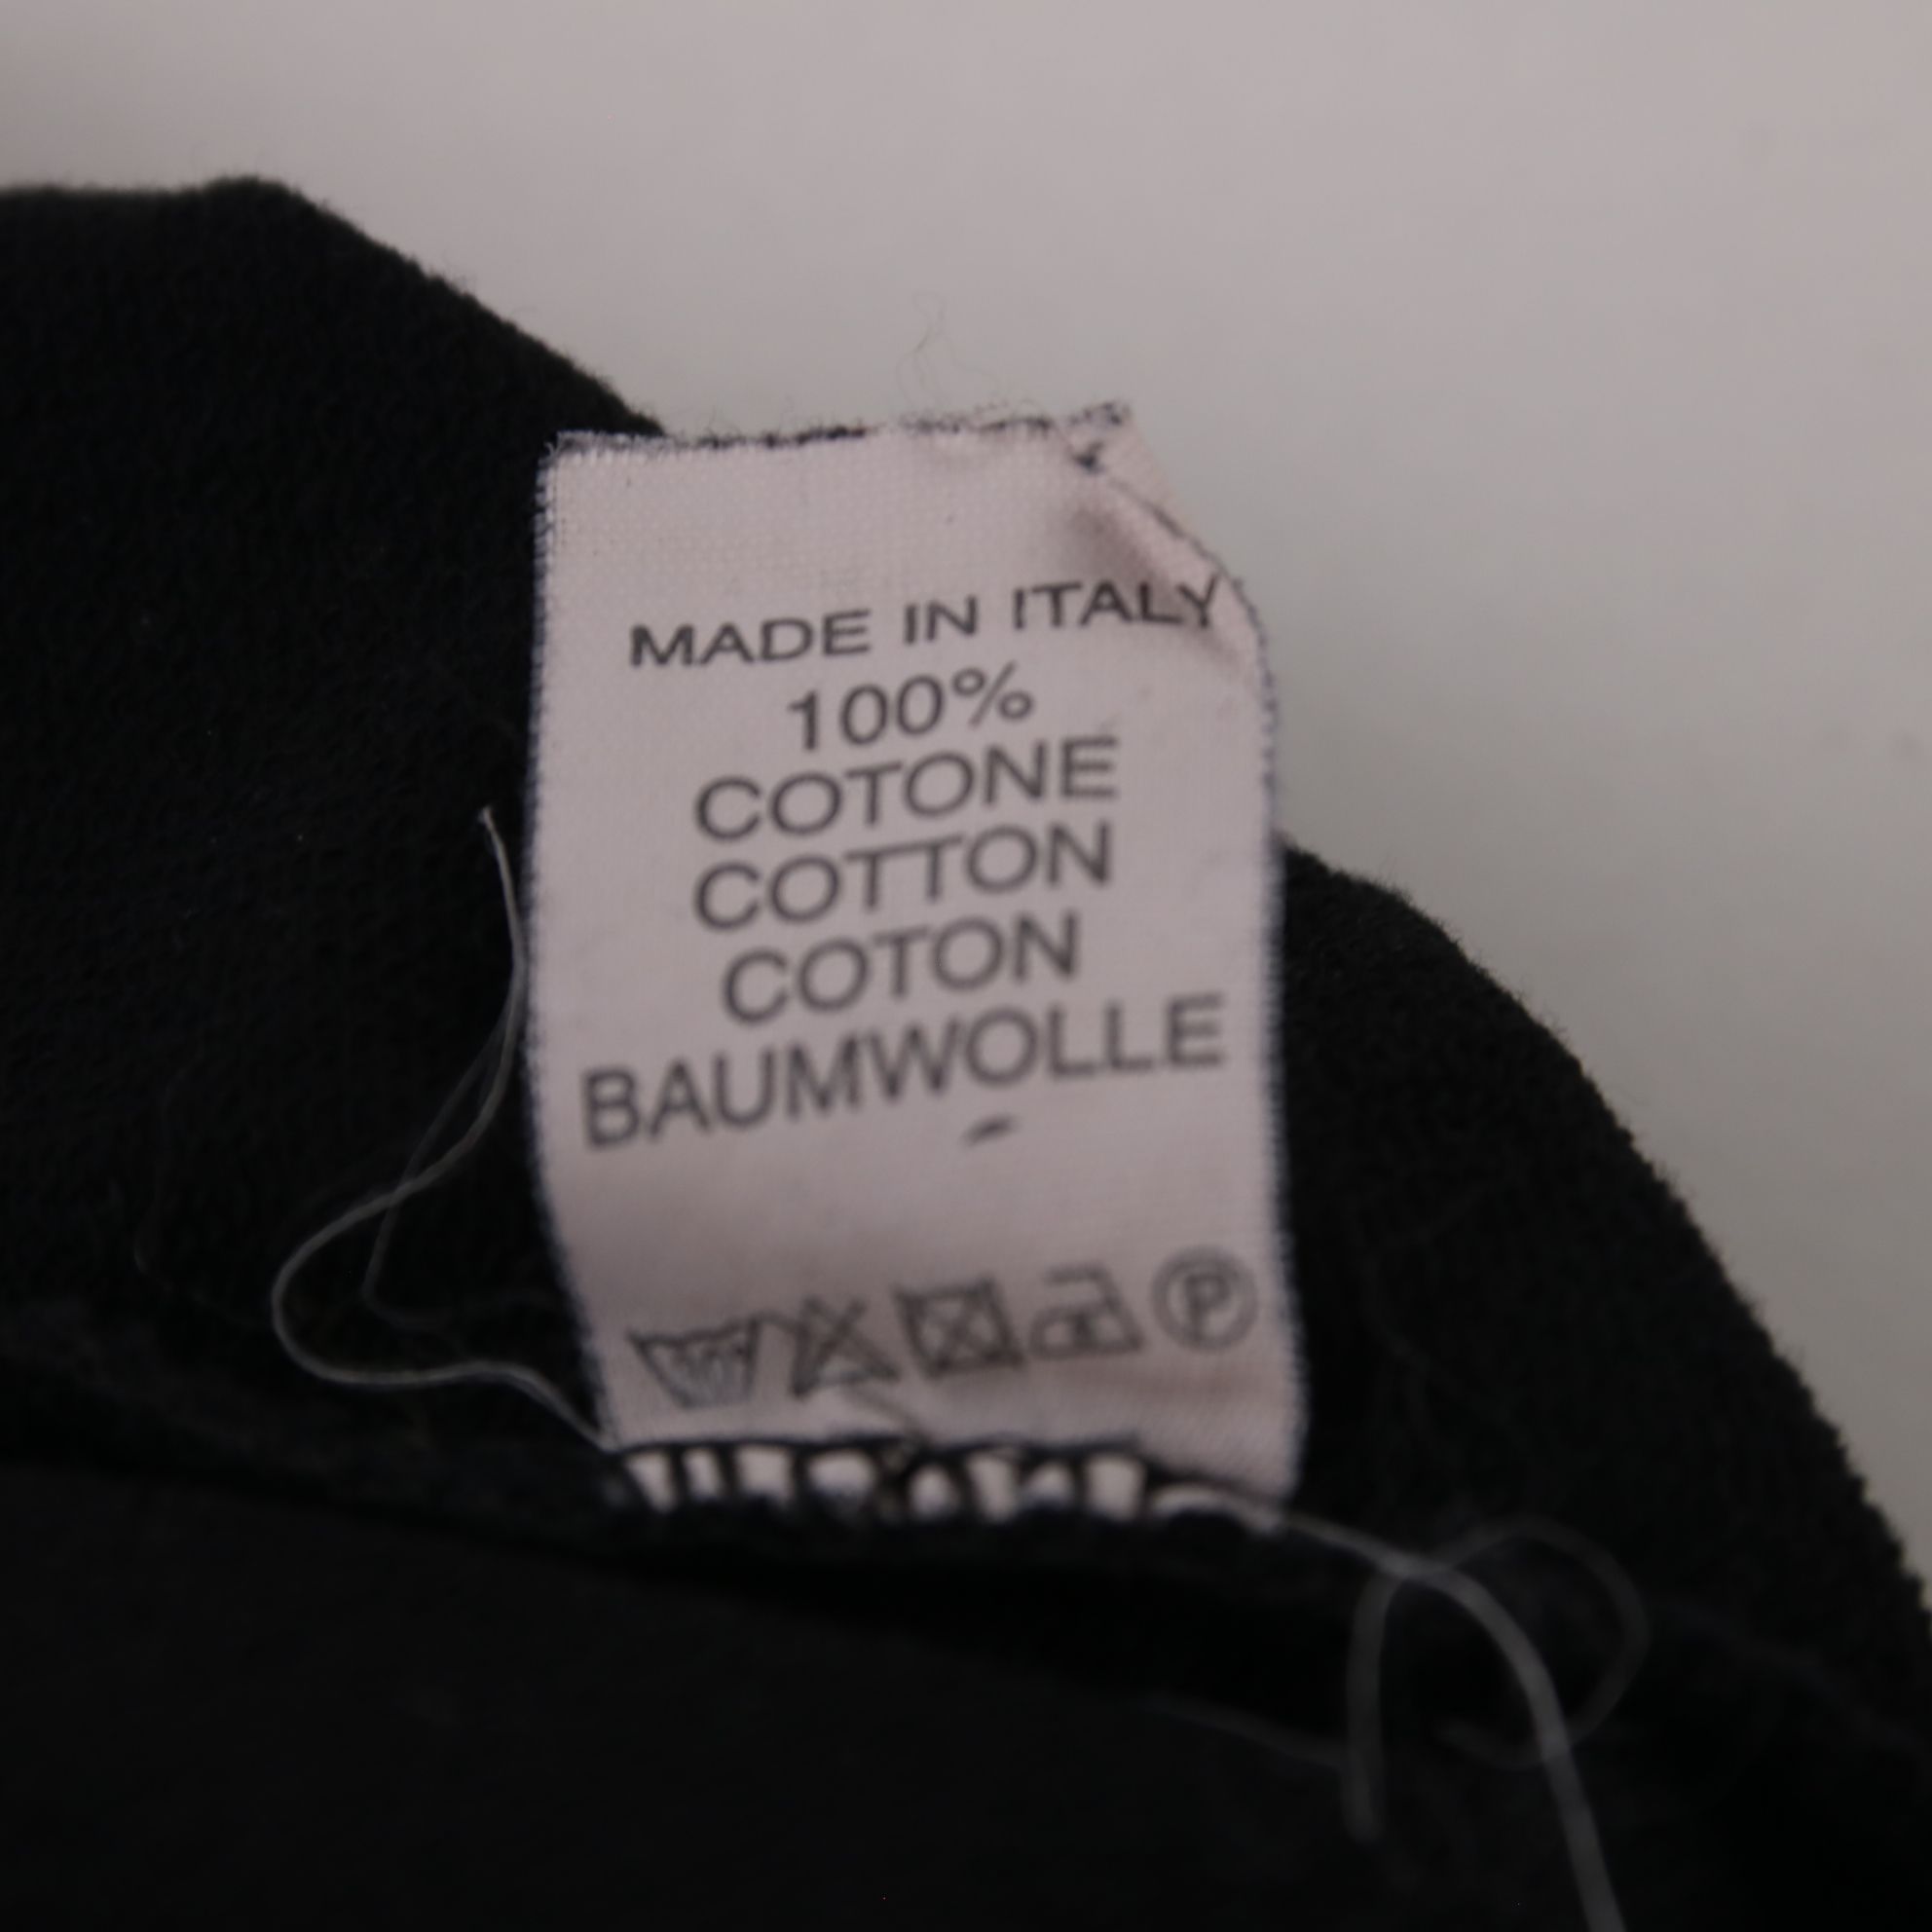 MADE IN ITALY
100%
COTONE
COTTON
COTON
BAUMWOLLE
P